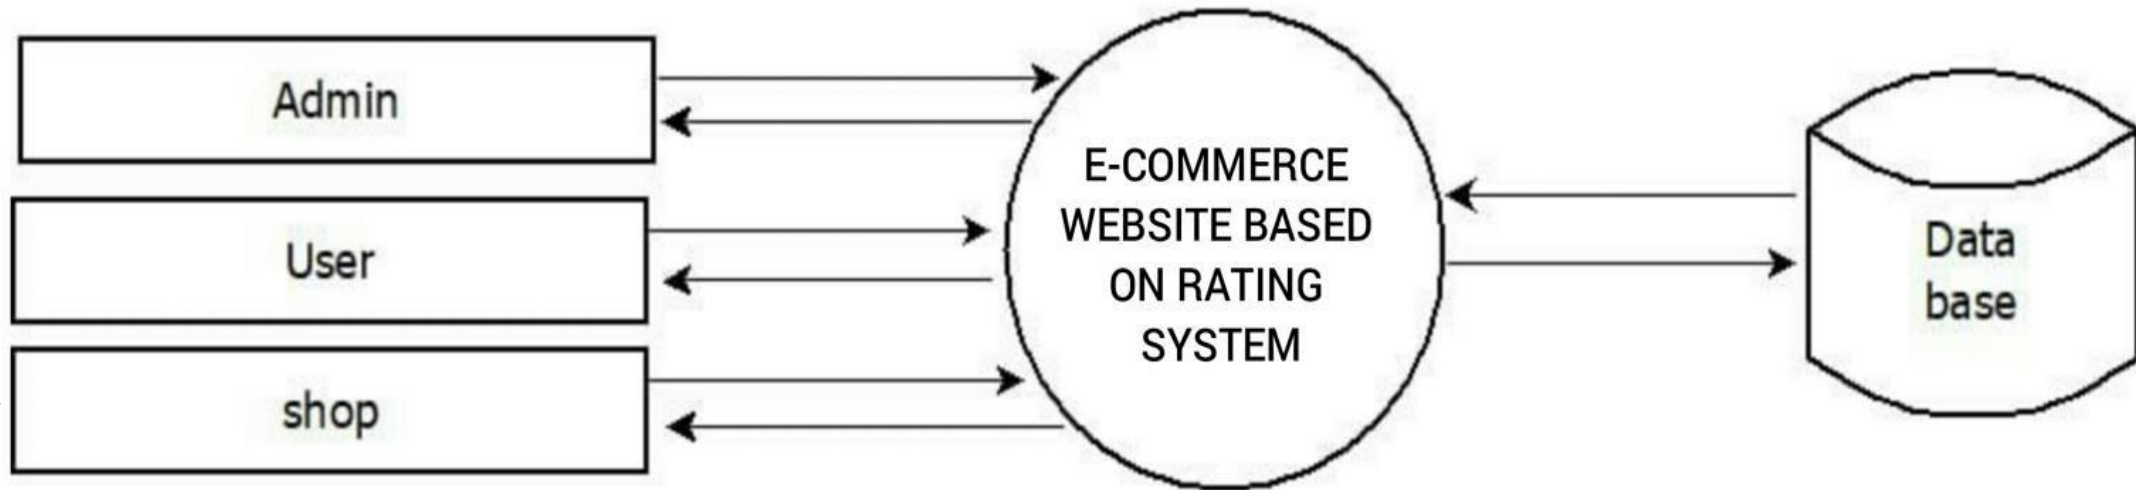 Admin
User
shop
E-COMMERCE
WEBSITE BASED
ON RATING
SYSTEM
Data
base